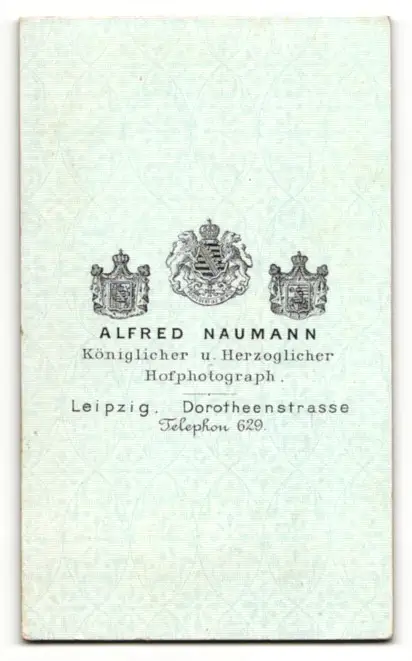 ALFRED NAUMANN
Königlicher u. Herzoglicher
Hofphotograph.
Leipzig. Dorotheenstrasse
Telephon 629.